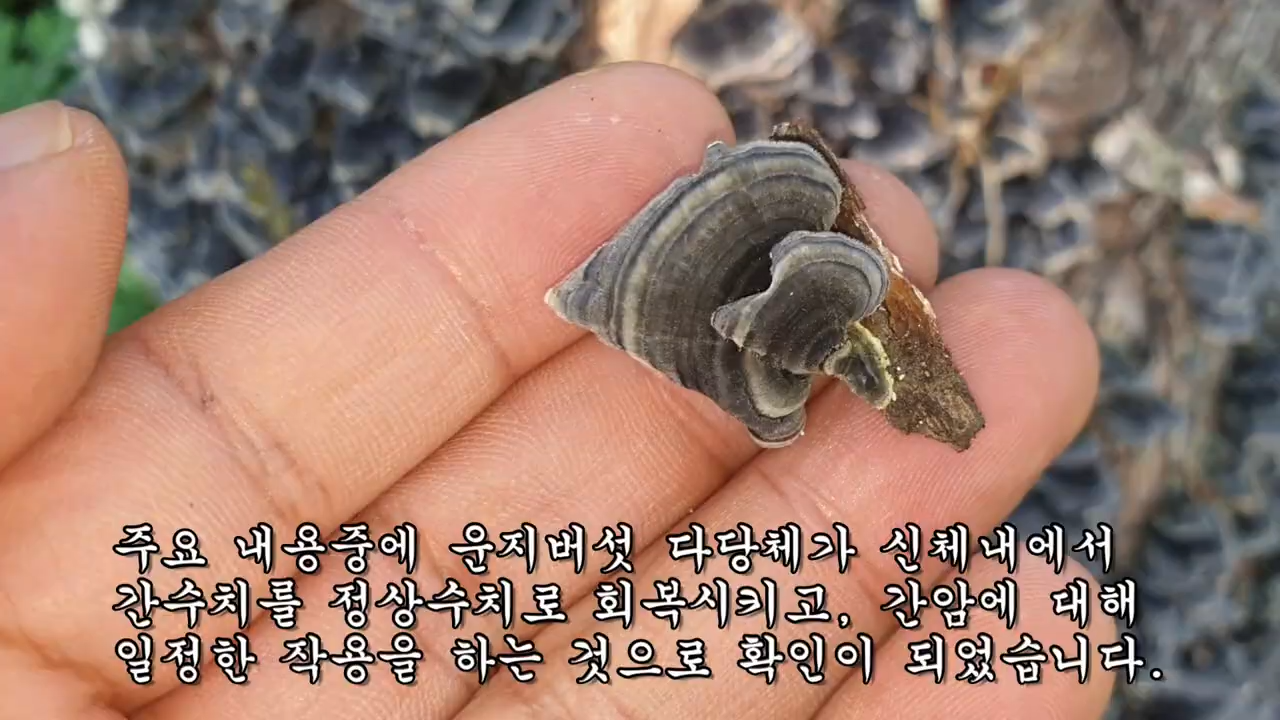 주요 내용중에 운지버섯 다당체가 신체내에서
간수치를 정상수치로 회복시키고, 간암에 대해
일정한 작용을 하는 것으로 확인이 되었습니다.